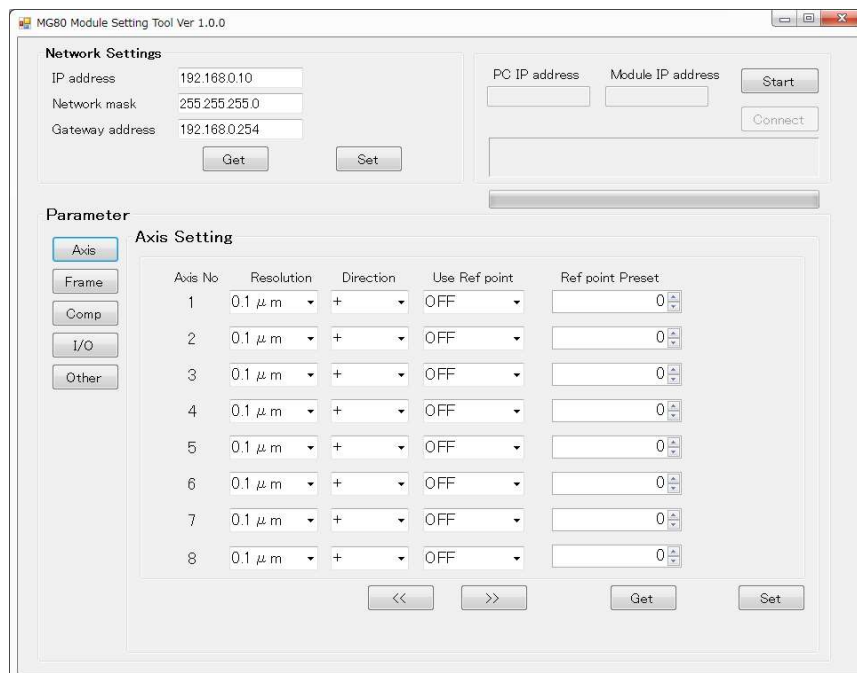 MG80 Module Setting Tool Ver 1.0.0
Network Settings
IP address 192.168.0.10
Network mask 255.255.255.0
Gateway address 192.168.0.254
Get Set
PC IP address Module IP address Start
Connect
Parameter
Axis
Frame
Comp
I/O
Other
Axis Setting
Axis No Resolution Direction Use Ref point Ref point Preset
1 0.1 μm + OFF 0
2 0.1 μm + OFF 0
3 0.1 μm + OFF 0
4 0.1 μm + OFF 0
5 0.1 μm + OFF 0
6 0.1 μm + OFF 0
7 0.1 μm + OFF 0
8 0.1 μm + OFF 0
<< >> Get Set